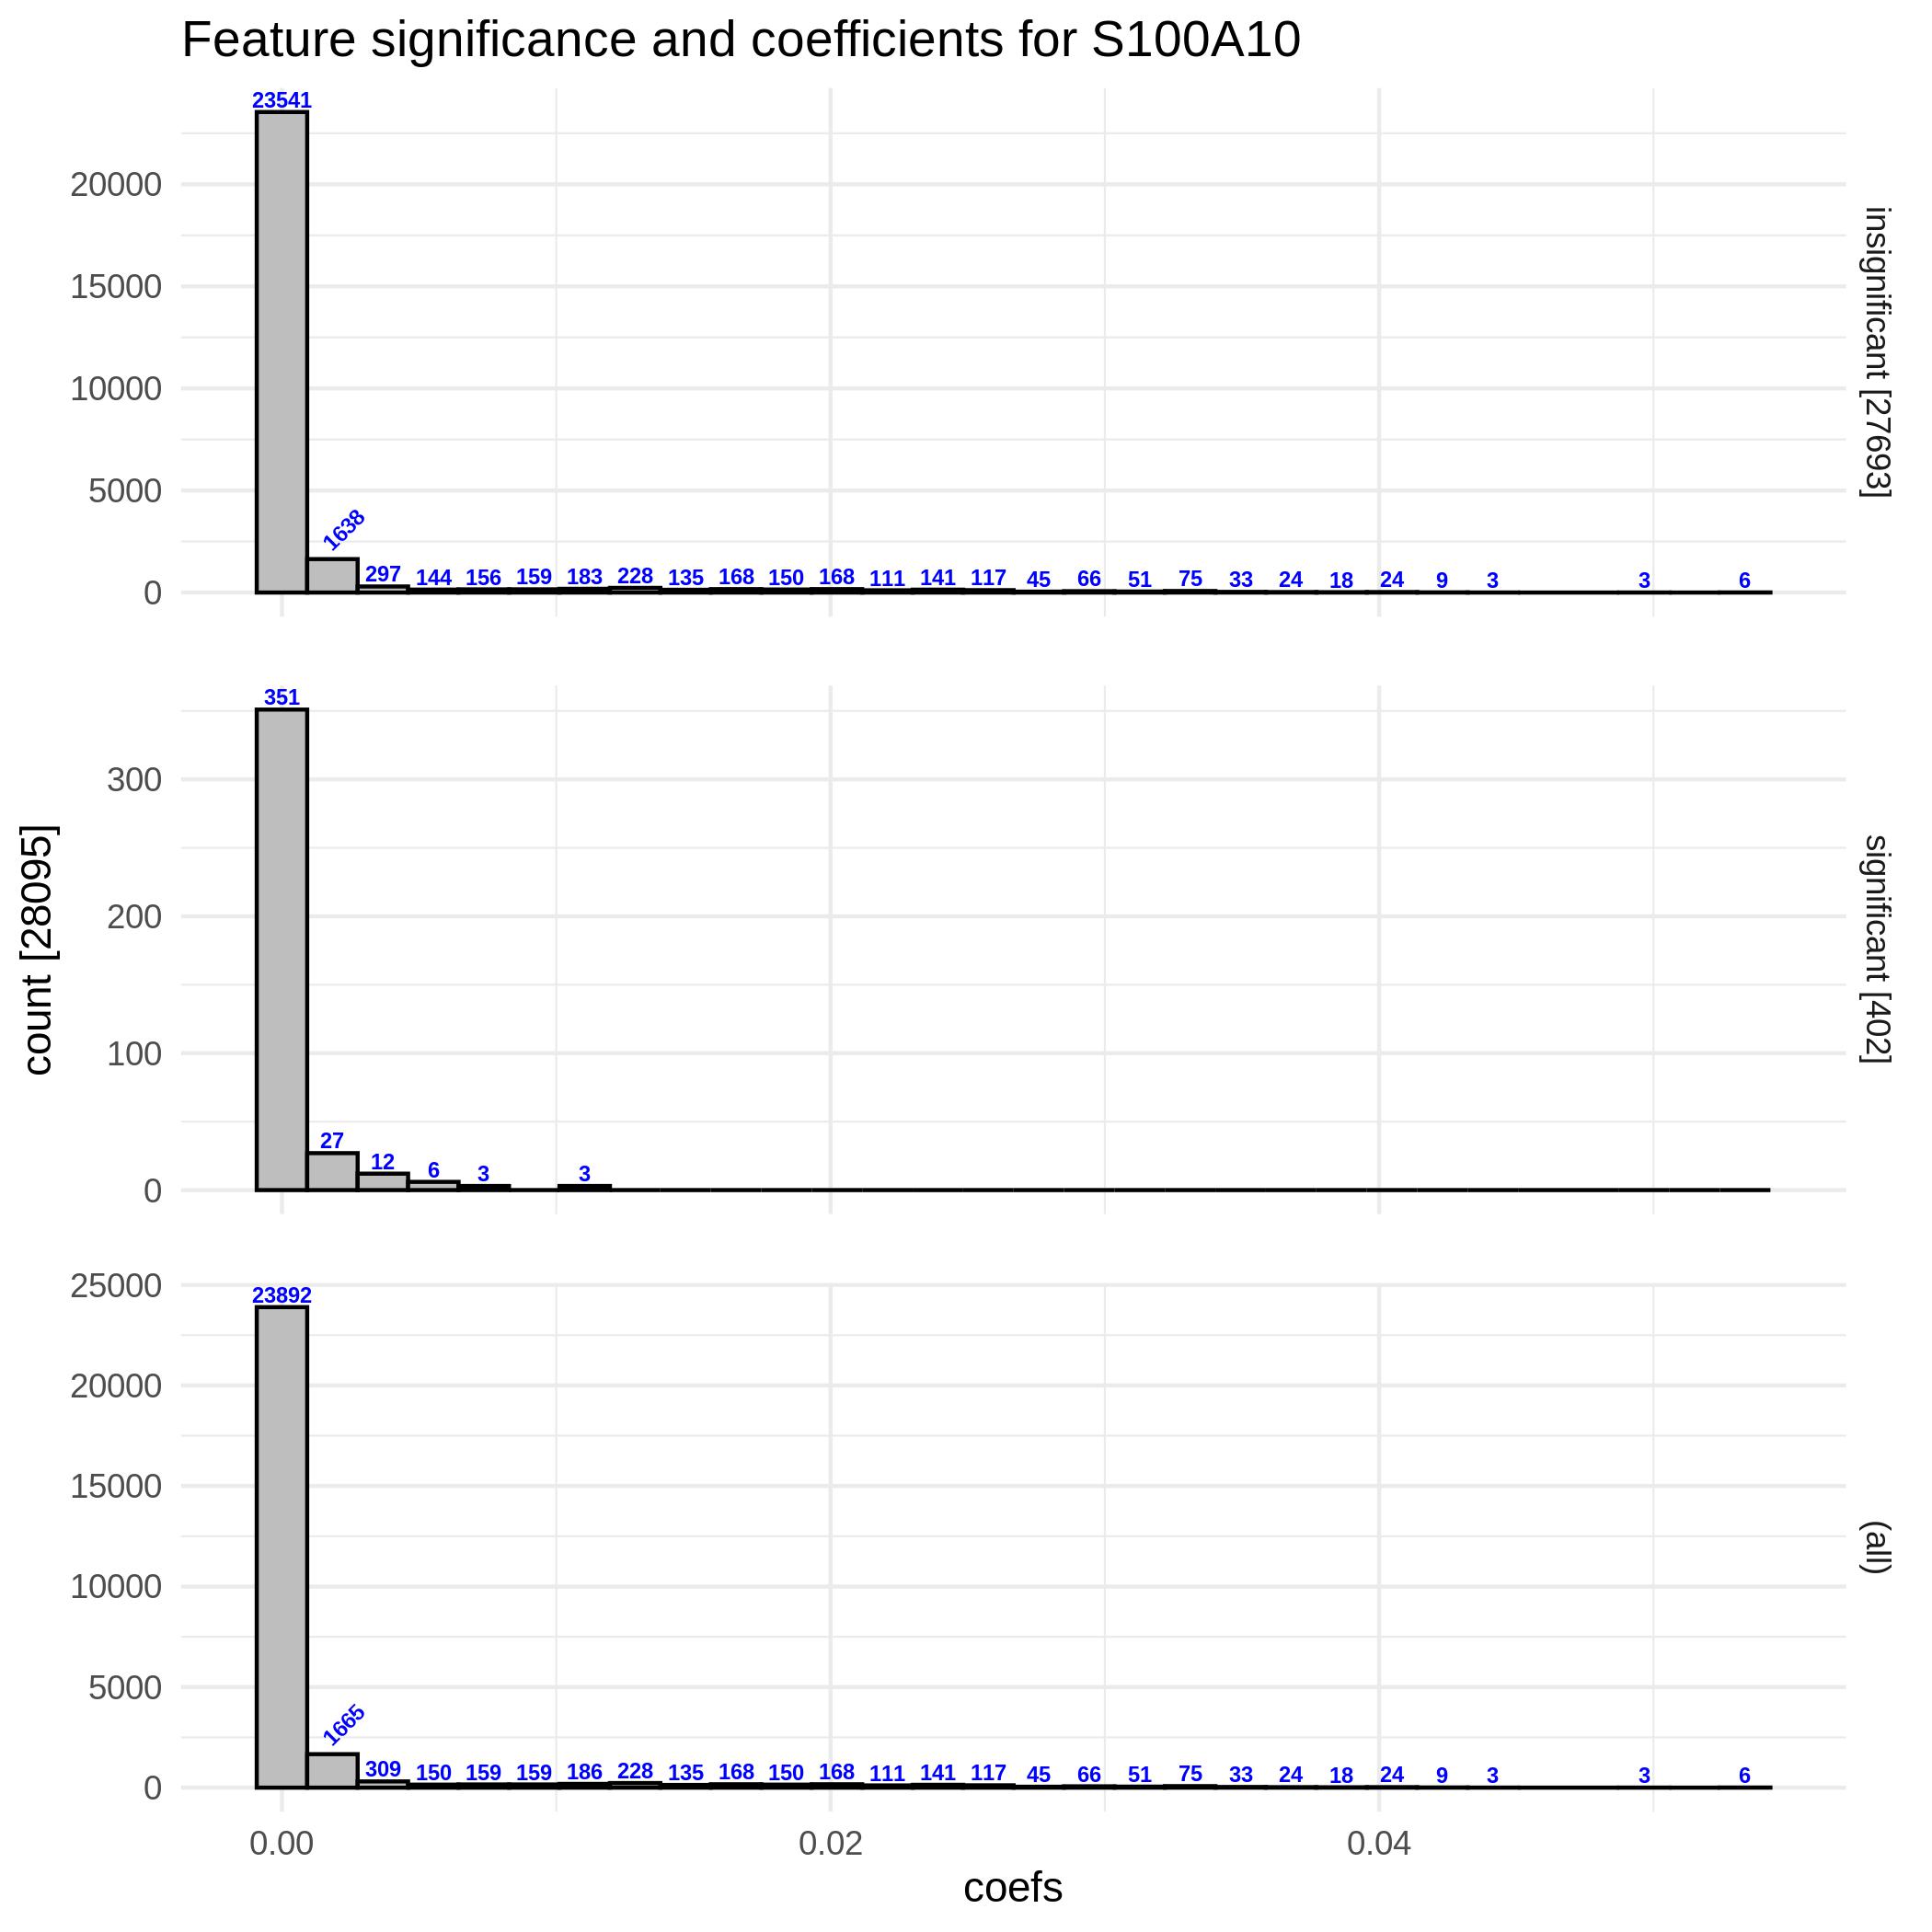 Feature significance and coefficients for S100A10
count [28095]
23541
20000
15000
10000
5000
0
1638
297 144 156 159 183 228 135 168 150 168 111 141 117 45 66 51 75 33 24 18 24 9 3 3 6
insignificant [27693]
351
300
200
100
0
27 12 6 3 3
significant [402]
23892
25000
20000
15000
10000
5000
0
1665
309 150 159 159 186 228 135 168 150 168 111 141 117 45 66 51 75 33 24 18 24 9 3 3 6
(all)
0.00 0.02 0.04
coefs